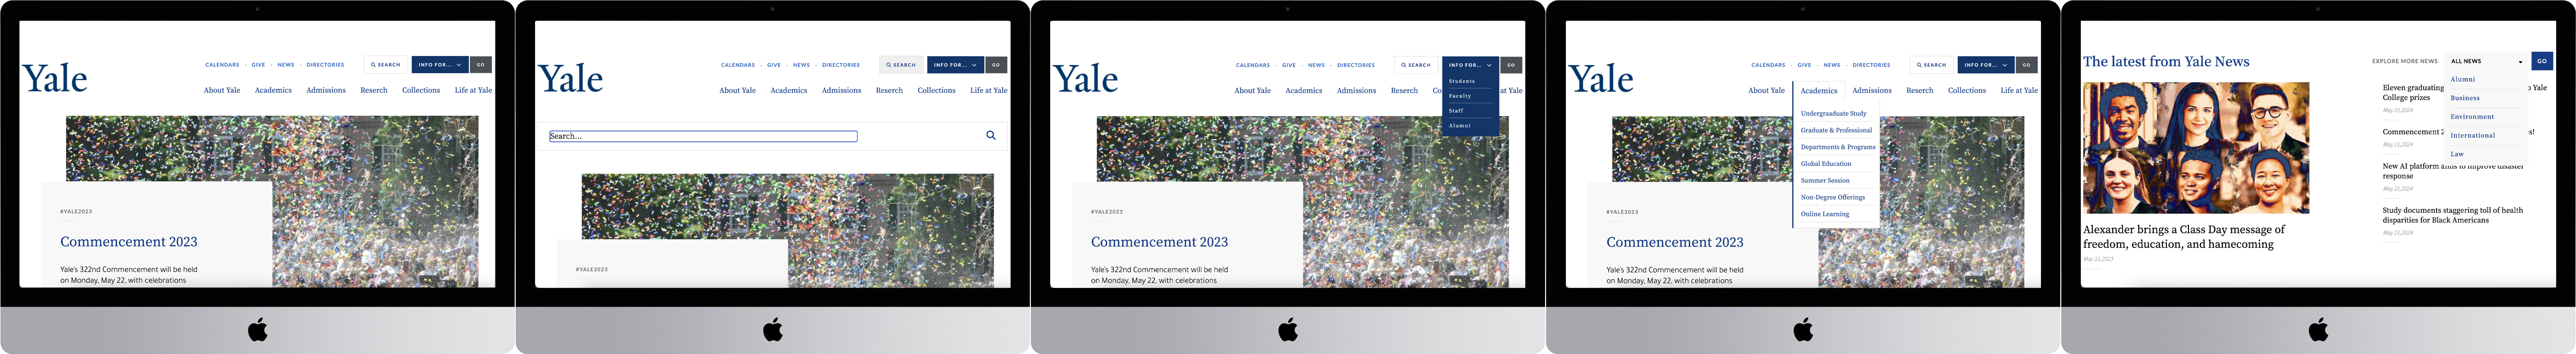 CALENDARS · GIVE · NEWS · DIRECTORIES SEARCH INFO FOR... GO
Yale
About Yale Academics Admissions Reserch Collections Life at Yale
#YALE2023
Commencement 2023
Yale's 322nd Commencement will be held
on Monday, May 22, with celebrations
CALENDARS · GIVE · NEWS · DIRECTORIES SEARCH INFO FOR... GO
Yale
About Yale Academics Admissions Reserch Collections Life at Yale
Search...
#YALE2023
CALENDARS · GIVE · NEWS · DIRECTORIES SEARCH INFO FOR... GO
Yale
About Yale Academics Admissions Reserch Co at Yale
Students
Faculty
Staff
Alumni
#YALE2023
Commencement 2023
Yale's 322nd Commencement will be held
on Monday, May 22, with celebrations
CALENDARS · GIVE · NEWS · DIRECTORIES SEARCH INFO FOR... GO
Yale
About Yale Academics Admissions Reserch Collections Life at Yale
Undergraaduate Study
Graduate & Professional
Departments & Programs
Global Education
Summer Session
Non-Degree Offerings
Online Learning
#YALE2023
Commencement 2023
Yale's 322nd Commencement will be held
on Monday, May 22, with celebrations
The latest from Yale News
EXPLORE MORE NEWS ALL NEWS GO
Alumni
Business
Environment
International
Law
Eleven graduating o Yale
College prizes
May 21,2024
Commencement 2 s!
May 21,2024
New AI platform aims to improve disaster
response
May 21,2024
Study documents staggering toll of health
disparities for Black Americans
May 21,2024
Alexander brings a Class Day message of
freedom, education, and homecoming
May 21,2023